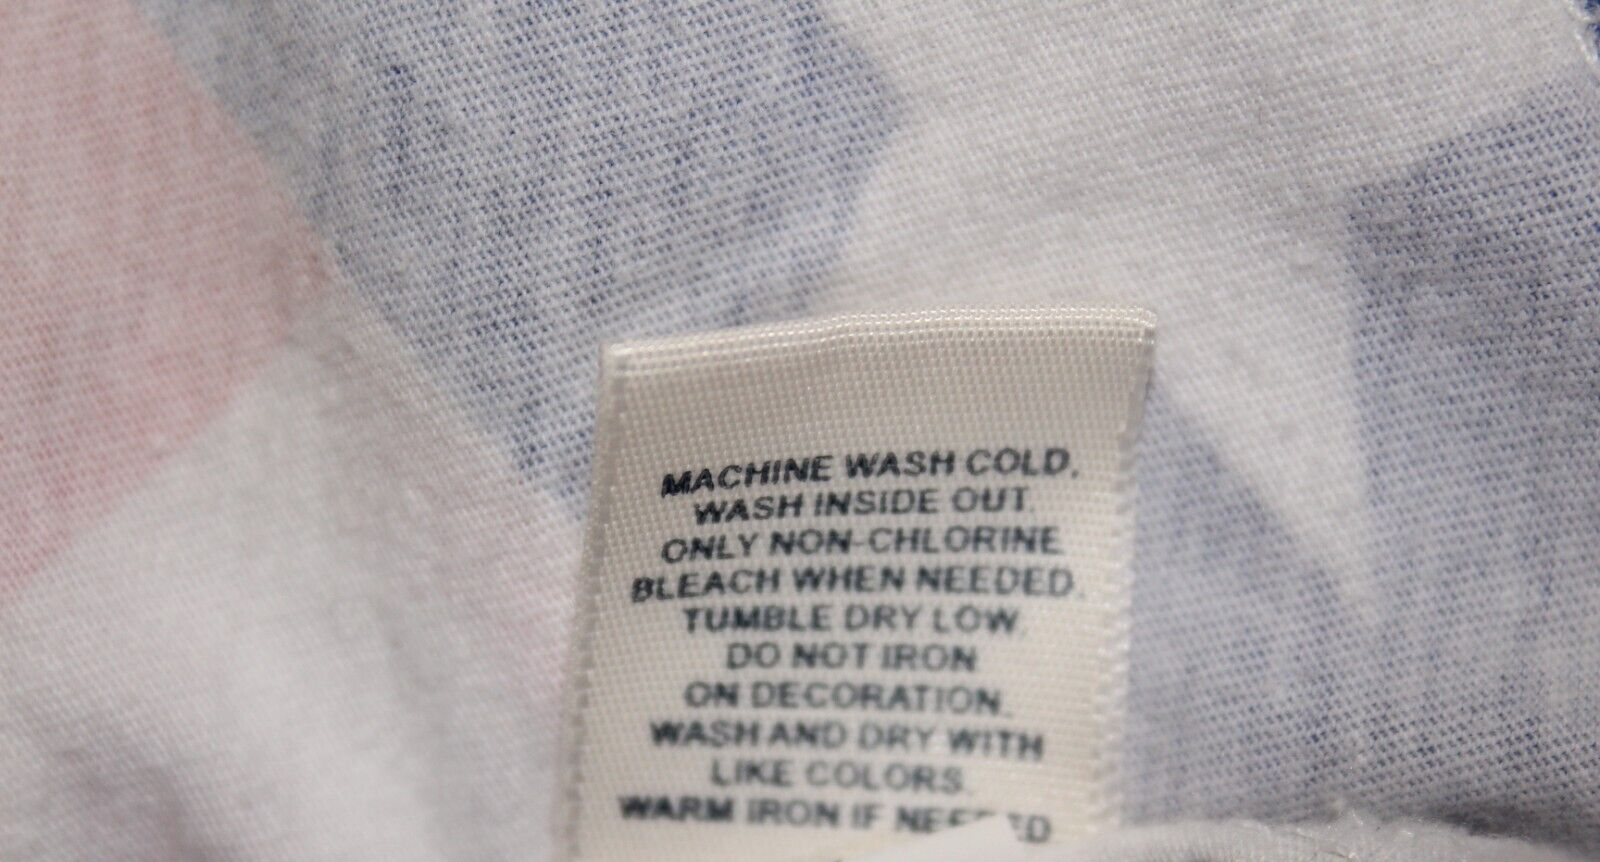 MACHINE WASH COLD.
WASH INSIDE OUT.
ONLY NON-CHLORINE
BLEACH WHEN NEEDED.
TUMBLE DRY LOW.
DO NOT IRON
ON DECORATION.
WASH AND DRY WITH
LIKE COLORS.
WARM IRON IF